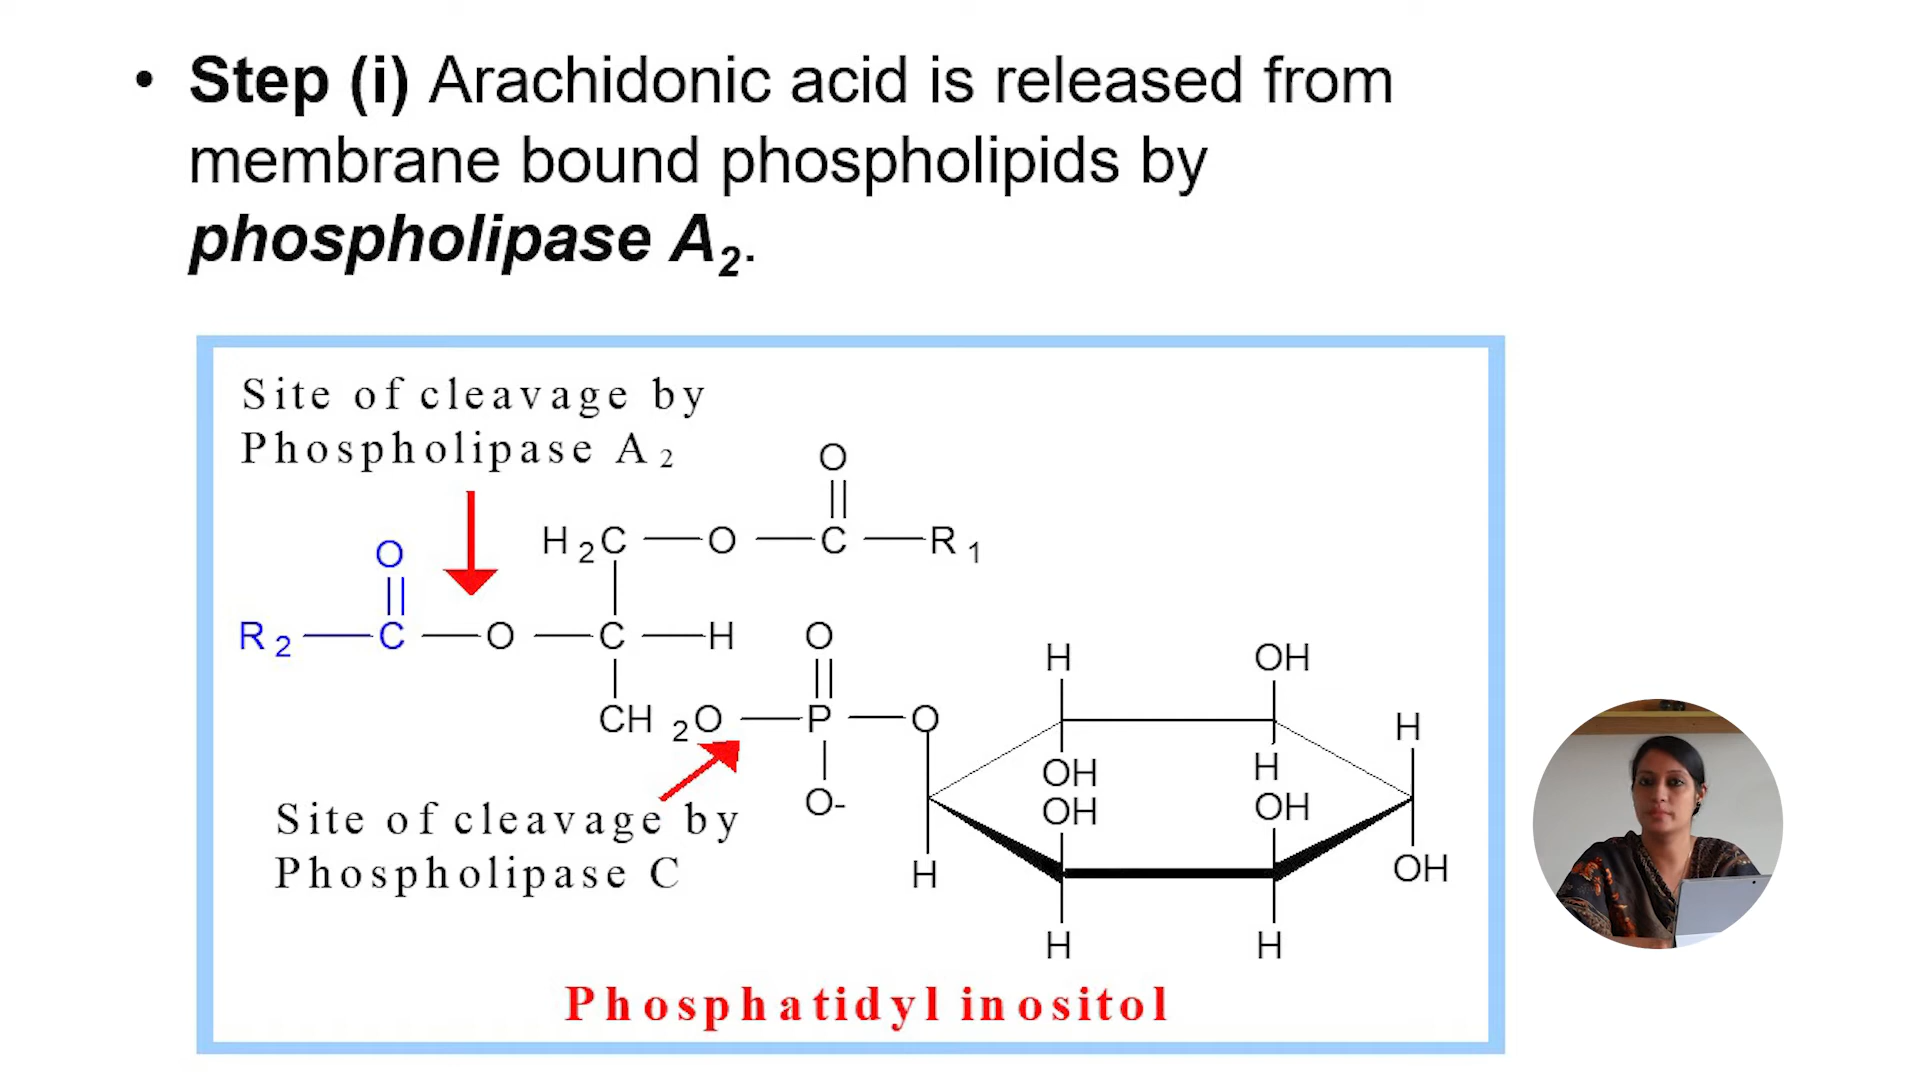 • Step (i) Arachidonic acid is released from
membrane bound phospholipids by
phospholipase A₂.
Site of cleavage by
Phospholipase A₂
O
H₂C—O—C—R₁
O
R₂—C—O—C—H
O
CH₂O—P—O
O-
H
OH
H
OH
H
OH
OH
H
OH
H
H
Site of cleavage by
Phospholipase C
Phosphatidyl inositol